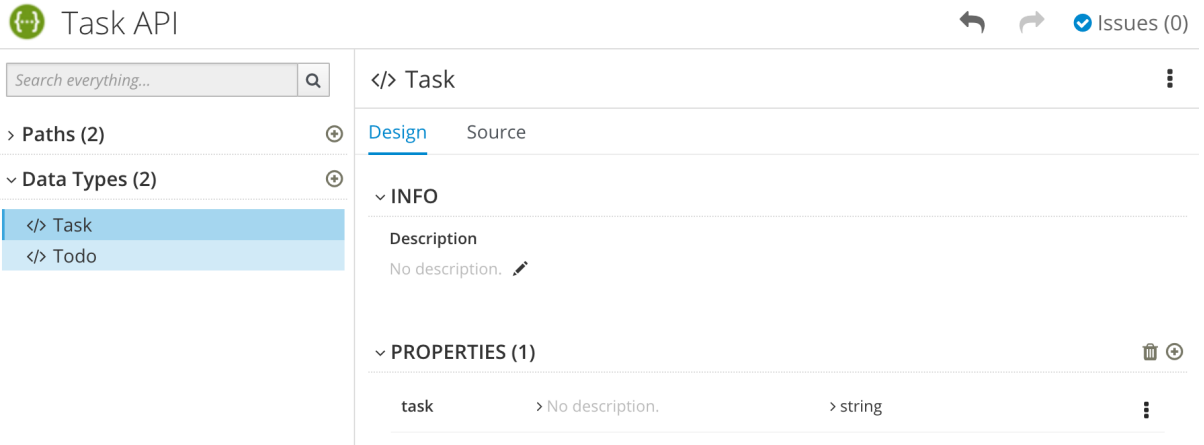 Task API
Issues (0)
Search everything...
Paths (2)
Data Types (2)
</> Task
</> Todo
</> Task
Design Source
INFO
Description
No description.
PROPERTIES (1)
task No description. string